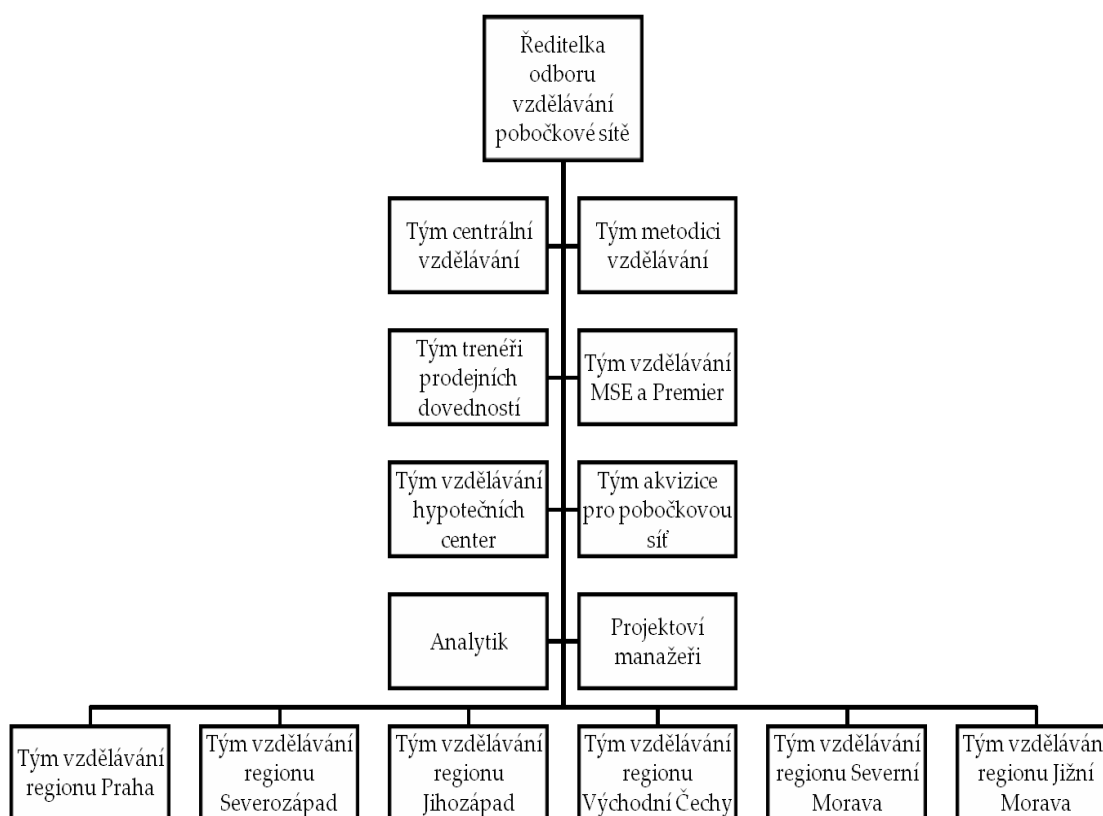 Ředitelka
odboru
vzdělávání
pobočkové sítě
Tým centrální
vzdělávání
Tým metodici
vzdělávání
Tým trenéři
prodejních
dovedností
Tým vzdělávání
MSE a Premier
Tým vzdělávání
hypotečních
center
Tým akvizice
pro pobočkovou
síť
Analytik
Projektoví
manažeři
Tým vzdělávání
regionu Praha
Tým vzdělávání
regionu
Severozápad
Tým vzdělávání
regionu
Jihozápad
Tým vzdělávání
regionu
Východní Čechy
Tým vzdělávání
regionu Severní
Morava
Tým vzdělávání
regionu Jižní
Morava